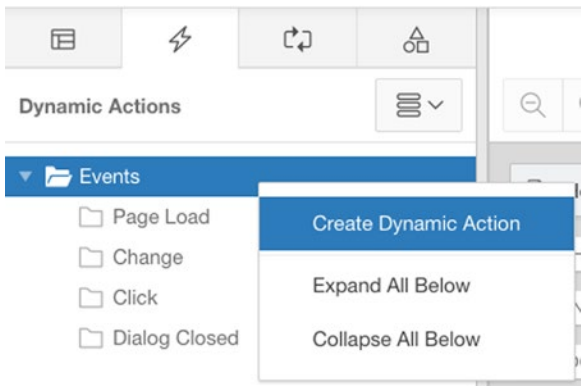 Dynamic Actions
Events
Page Load
Create Dynamic Action
Change
Expand All Below
Click
Dialog Closed
Collapse All Below